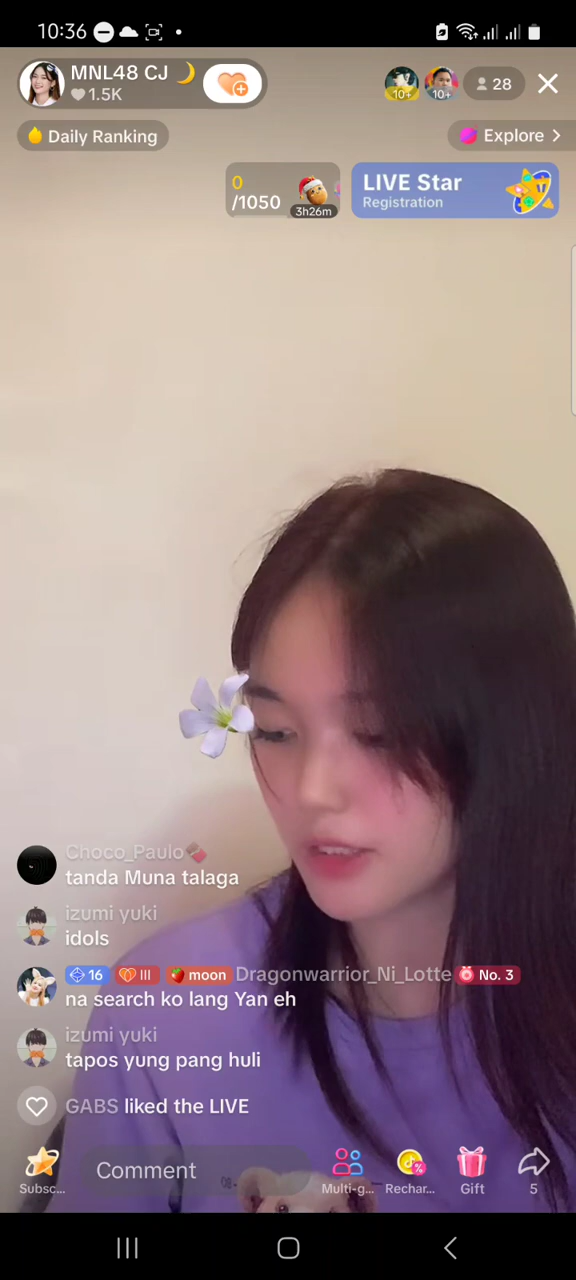 10:36
MNL48 CJ 🌙
1.5K
10+
10+
28
Daily Ranking
Explore >
0
/1050
3h26m
LIVE Star
Registration
Choco_Paulo🍫
tanda Muna talaga
izumi yuki
idols
16 III moon Dragonwarrior_Ni_Lotte No. 3
na search ko lang Yan eh
izumi yuki
tapos yung pang huli
GABS liked the LIVE
Comment
Subsc...
Multi-g...
Rechar...
Gift
5